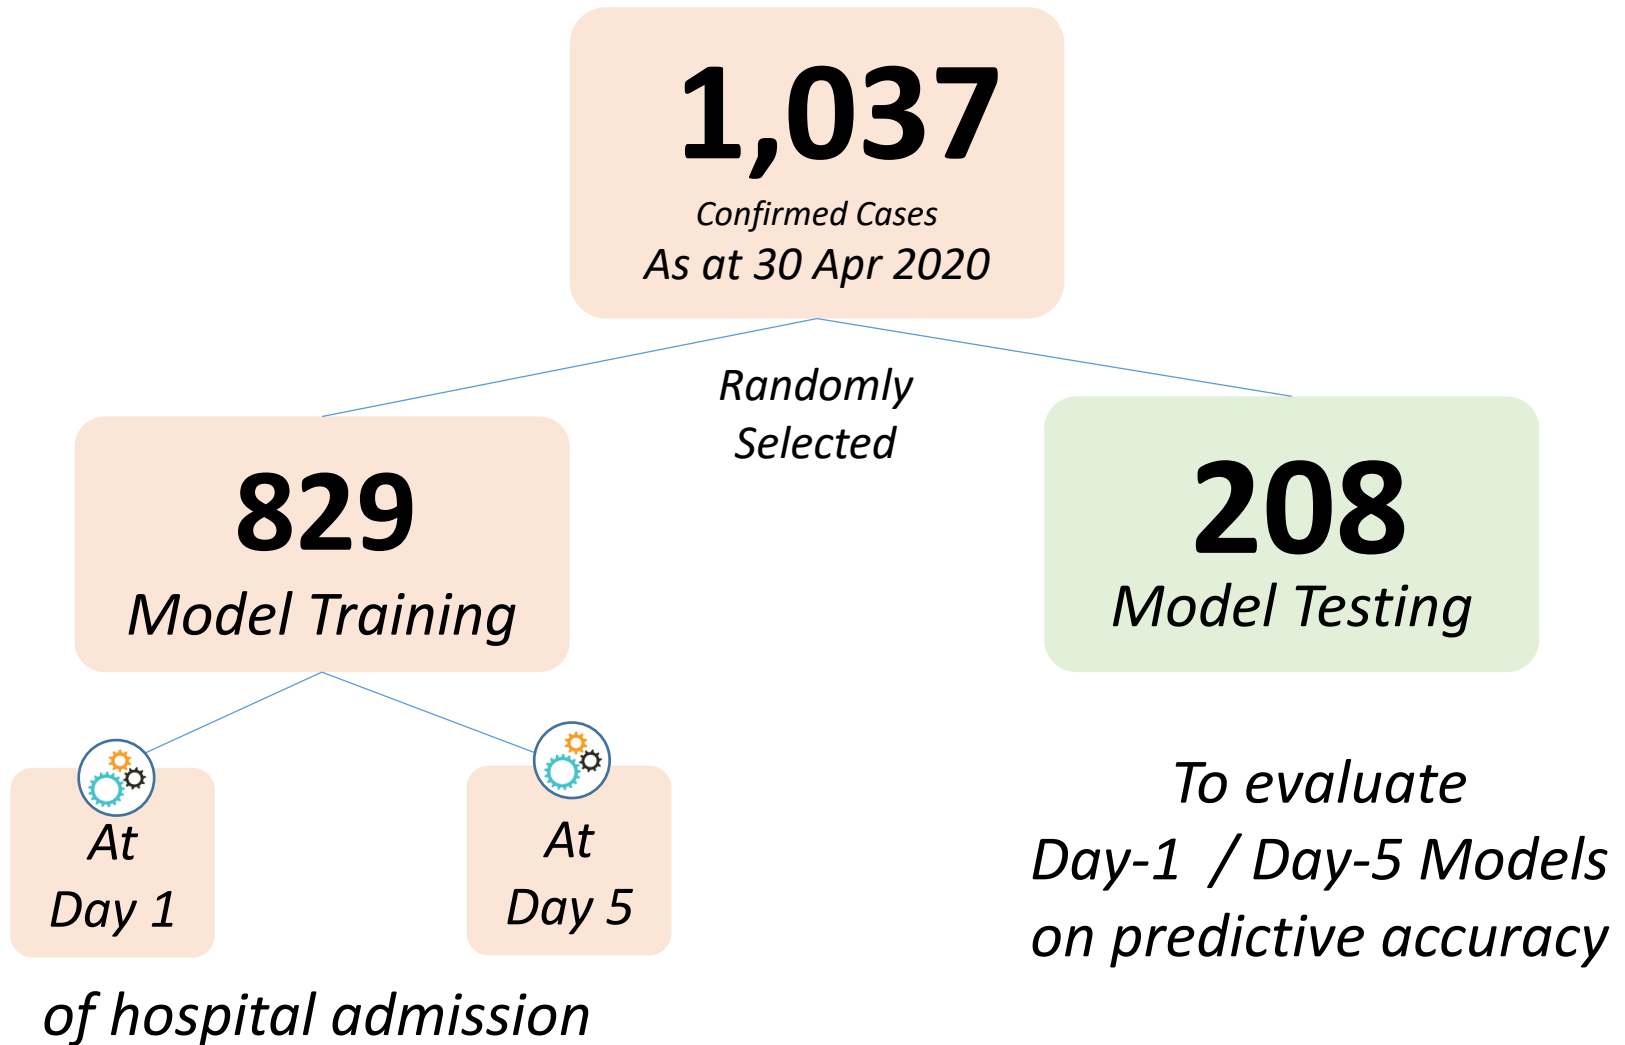 1,037
Confirmed Cases
As at 30 Apr 2020
Randomly
Selected
829
Model Training
208
Model Testing
At
Day 1
At
Day 5
of hospital admission
To evaluate
Day-1 / Day-5 Models
on predictive accuracy